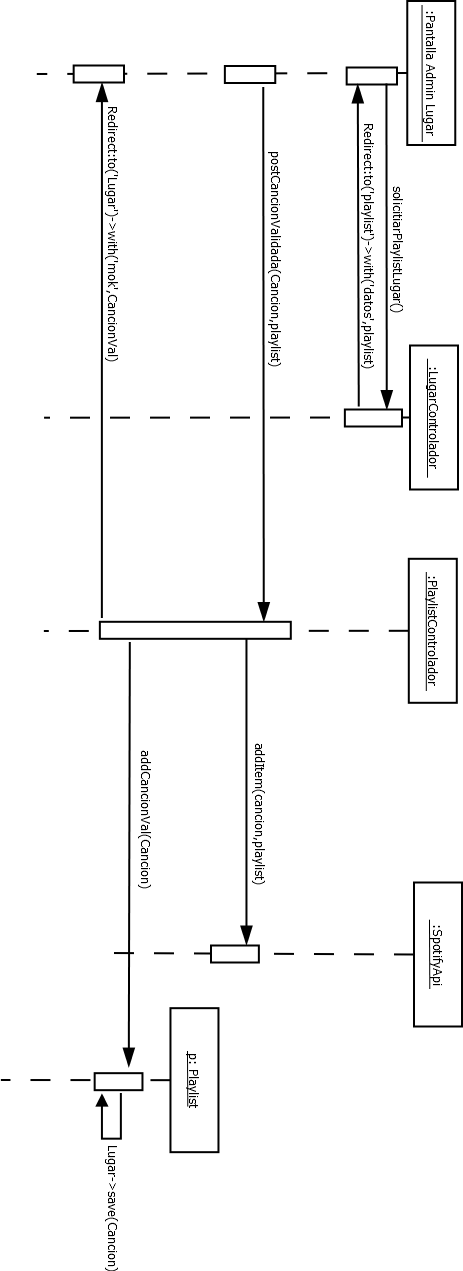 :Pantalla Admin Lugar
:LugarControlador
:PlaylistControlador
:SpotifyApi
p: Playlist
solicitiarPlaylistLugar()
Redirect:to('playlist')->with('datos',playlist)
postCancionValidada(Cancion,playlist)
addItem(cancion,playlist)
addCancionVal(Cancion)
Redirect:to('Lugar')->with('mok',CancionVal)
Lugar->save(Cancion)